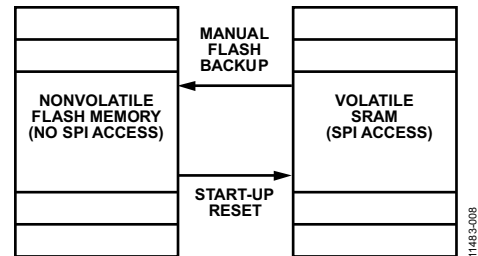 MANUAL
FLASH
BACKUP
NONVOLATILE
FLASH MEMORY
(NO SPI ACCESS)
VOLATILE
SRAM
(SPI ACCESS)
START-UP
RESET
11483-008